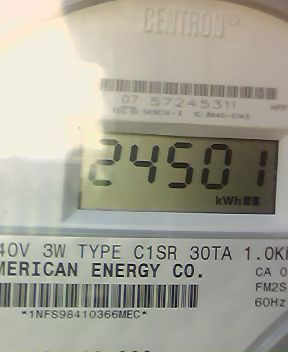 CENTRON®
07 57245311
24501
kWh
40V 3W TYPE C1SR 30TA 1.0K
MERICAN ENERGY CO.
CA 0
FM2S
60Hz
*1NFS98410366MEC*